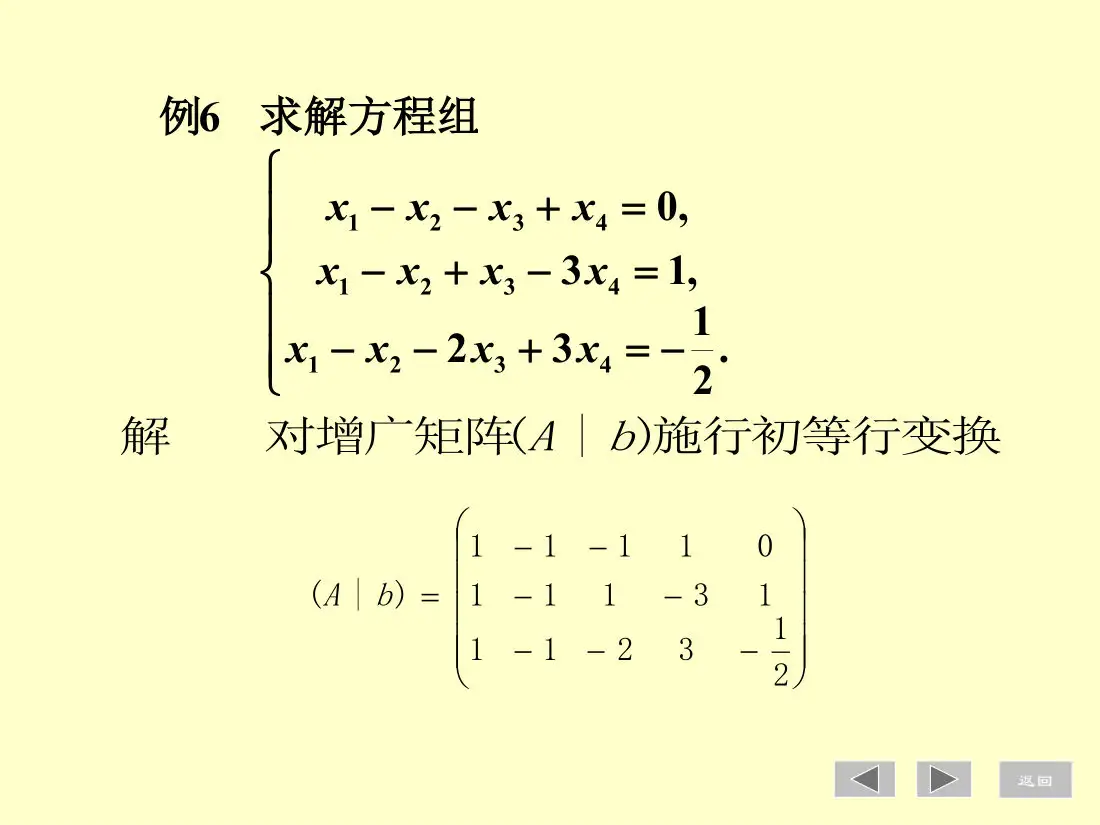 例6 求解方程组
x₁ − x₂ − x₃ + x₄ = 0,
x₁ − x₂ + x₃ − 3x₄ = 1,
x₁ − x₂ − 2x₃ + 3x₄ = −1/2.
解 对增广矩阵(A | b)施行初等行变换
1 −1 −1 1 0
(A | b) = 1 −1 1 −3 1
1 −1 −2 3 −1/2
返回